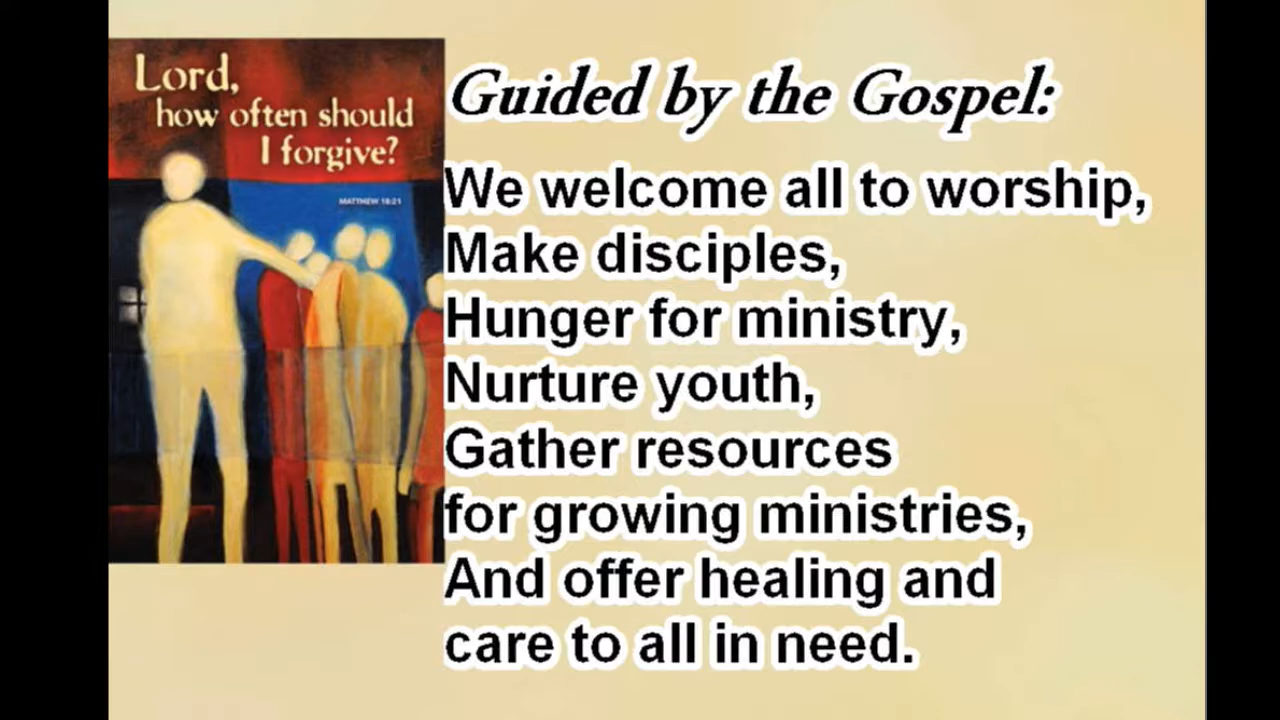 Lord,
how often should
I forgive?
MATTHEW 18:21
Guided by the Gospel:
We welcome all to worship,
Make disciples,
Hunger for ministry,
Nurture youth,
Gather resources
for growing ministries,
And offer healing and
care to all in need.